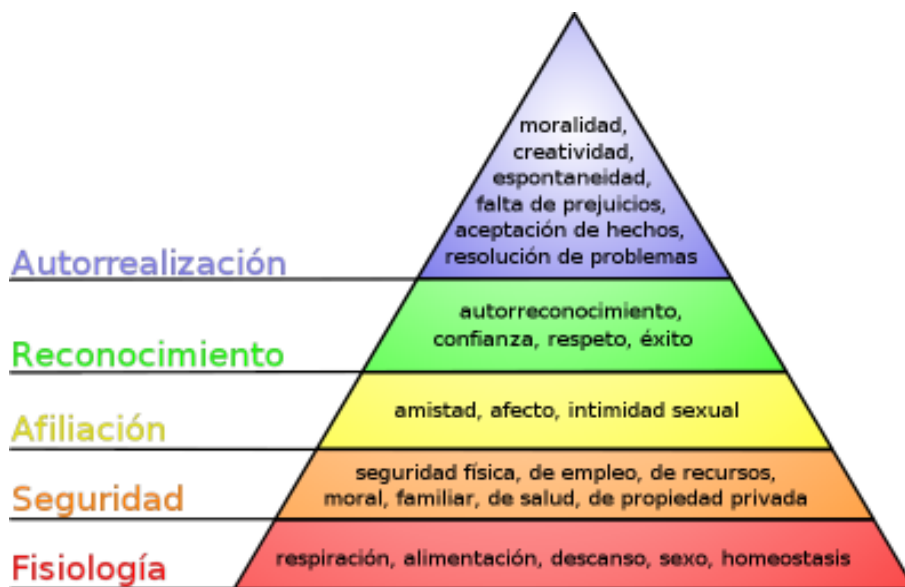 moralidad,
creatividad,
espontaneidad,
falta de prejuicios,
aceptación de hechos,
resolución de problemas
Autorrealización
autorreconocimiento,
confianza, respeto, éxito
Reconocimiento
amistad, afecto, intimidad sexual
Afiliación
seguridad física, de empleo, de recursos,
moral, familiar, de salud, de propiedad privada
Seguridad
respiración, alimentación, descanso, sexo, homeostasis
Fisiología